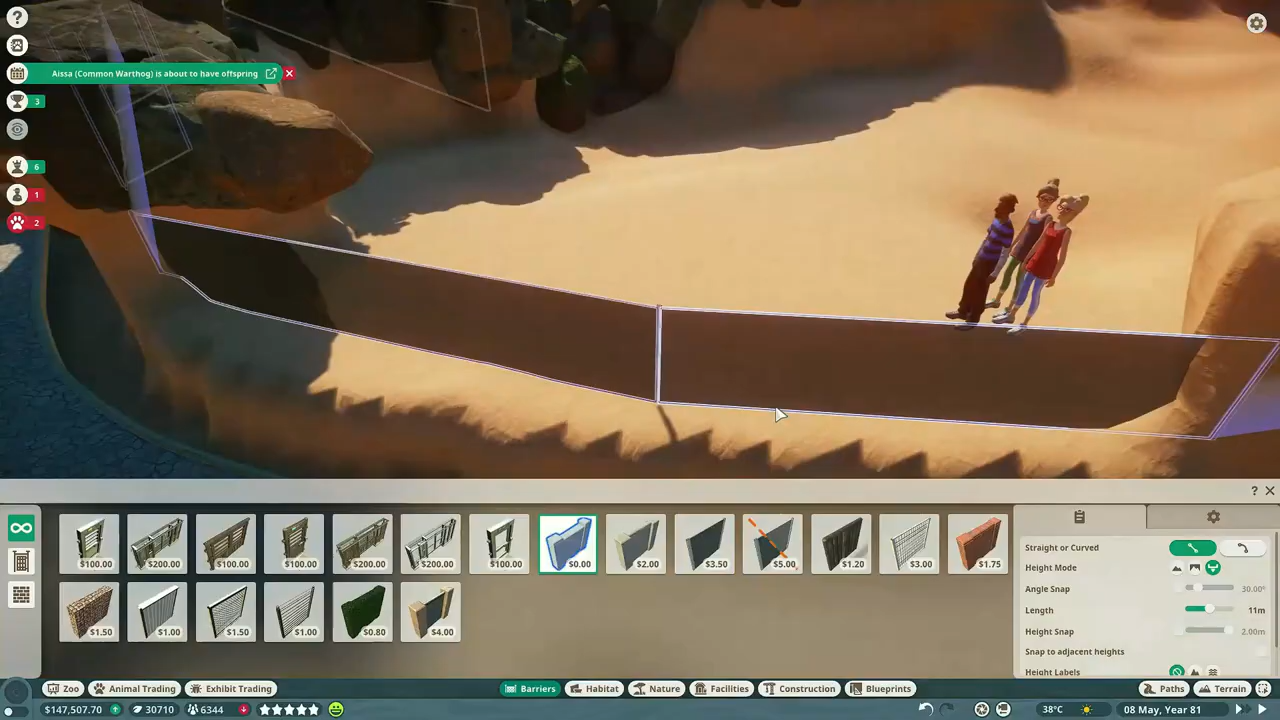 ?
Aissa (Common Warthog) is about to have offspring
3
6
1
2
?
$100.00
$200.00
$100.00
$100.00
$200.00
$200.00
$100.00
$0.00
$2.00
$3.50
$5.00
$1.20
$3.00
$1.75
$1.50
$1.00
$1.50
$1.00
$0.80
$4.00
Straight or Curved
Height Mode
Angle Snap 30.00°
Length 11m
Height Snap 2.00m
Snap to adjacent heights
Height Labels
Zoo Animal Trading Exhibit Trading Barriers Habitat Nature Facilities Construction Blueprints Paths Terrain
$147,507.70 30710 6344 38°C 08 May, Year 81